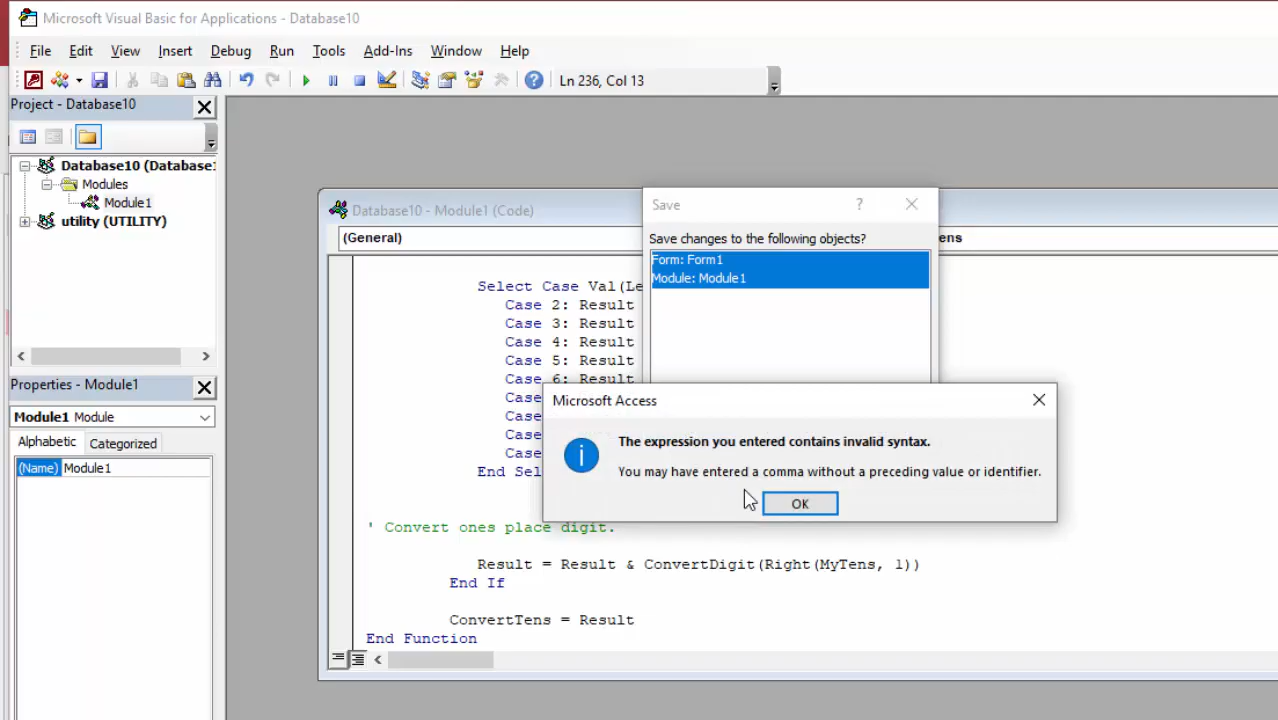 Microsoft Visual Basic for Applications - Database10
File Edit View Insert Debug Run Tools Add-Ins Window Help
Ln 236, Col 13
Project - Database10
Database10 (Database1
Modules
Module1
utility (UTILITY)
Properties - Module1
Module1 Module
Alphabetic Categorized
(Name) Module1
Database10 - Module1 (Code)
(General)
ens
Select Case Val(Le
Case 2: Result
Case 3: Result
Case 4: Result
Case 5: Result
Case 6: Result
Case
Case
Case
Case
End Sel
' Convert ones place digit.
Result = Result & ConvertDigit(Right(MyTens, 1))
End If
ConvertTens = Result
End Function
Save ?
Save changes to the following objects?
Form: Form1
Module: Module1
Microsoft Access
The expression you entered contains invalid syntax.
You may have entered a comma without a preceding value or identifier.
OK